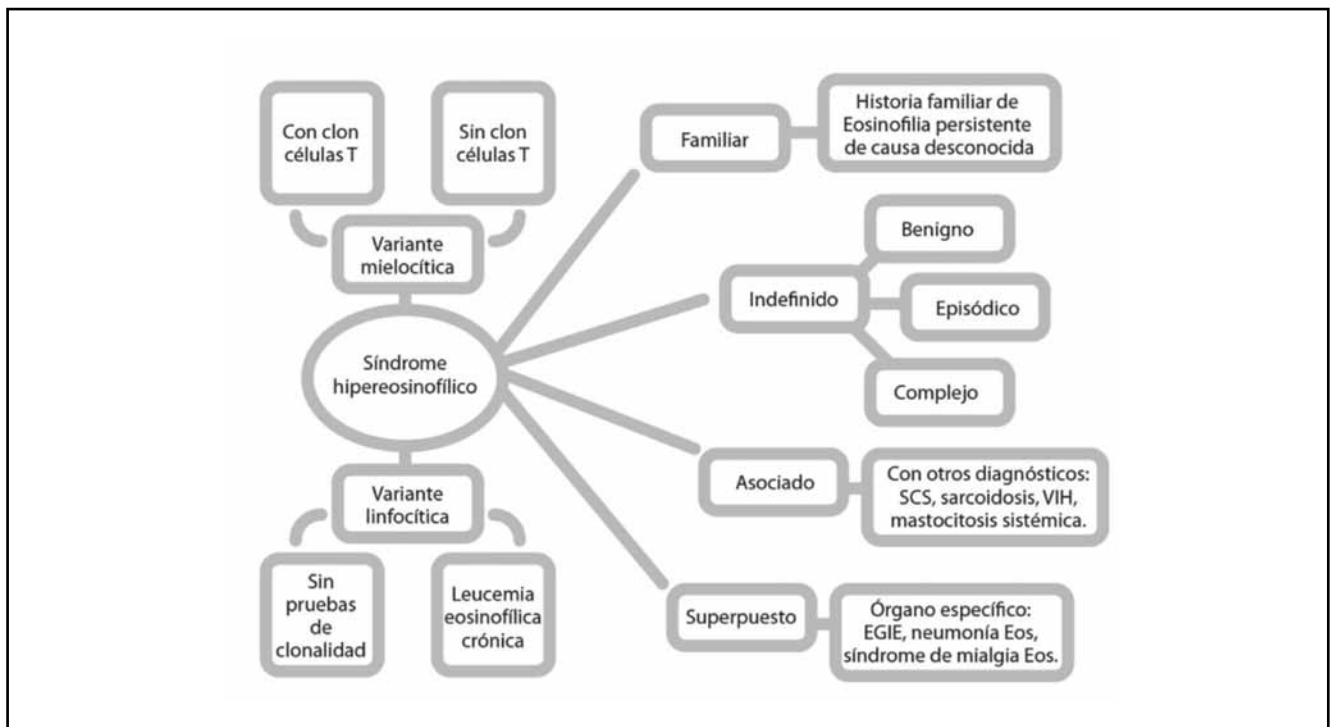 Con clon
células T
Sin clon
células T
Variante
mielocítica
Síndrome
hipereosinofílico
Variante
linfocítica
Sin
pruebas
de
clonalidad
Leucemia
eosinofílica
crónica
Familiar
Historia familiar de
Eosinofilia persistente
de causa desconocida
Indefinido
Benigno
Episódico
Complejo
Asociado
Con otros diagnósticos:
SCS, sarcoidosis, VIH,
mastocitosis sistémica.
Superpuesto
Órgano específico:
EGIE, neumonía Eos,
síndrome de mialgia Eos.